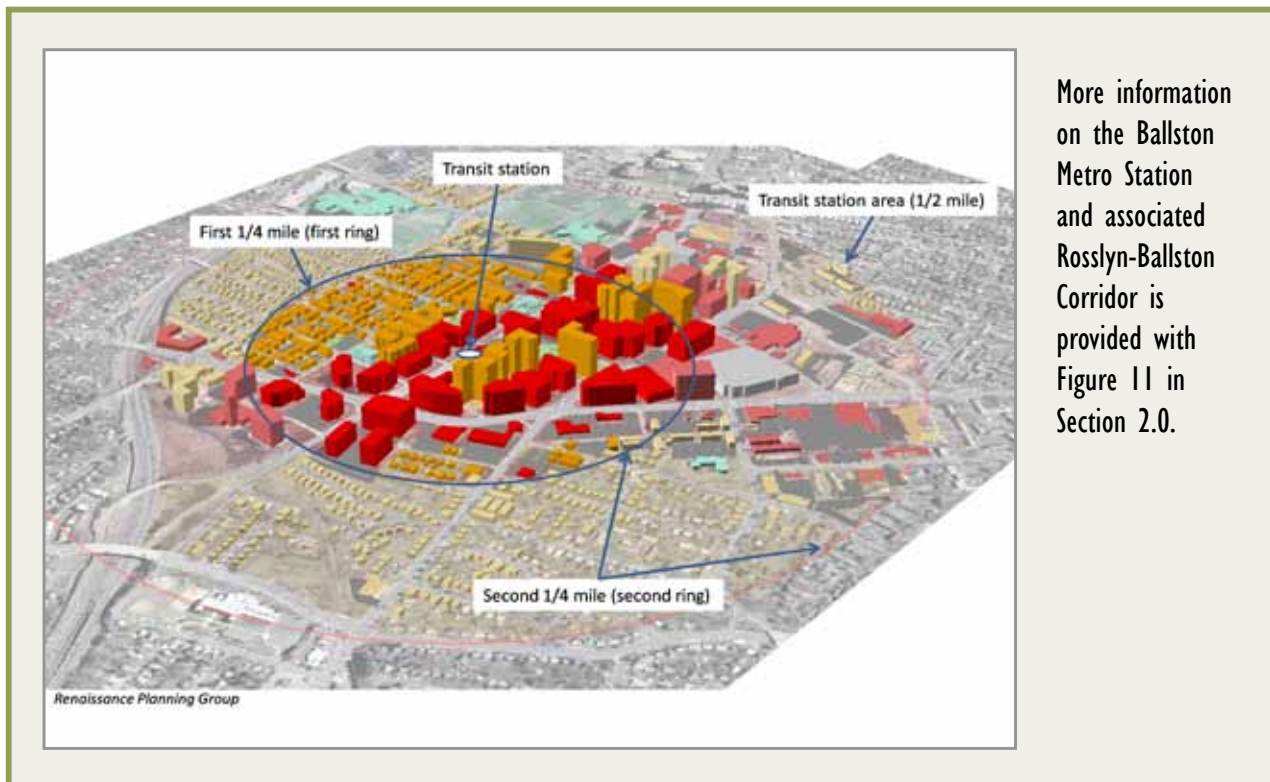 Transit station
Transit station area (1/2 mile)
First 1/4 mile (first ring)
Second 1/4 mile (second ring)
Renaissance Planning Group
More information
on the Ballston
Metro Station
and associated
Rosslyn-Ballston
Corridor is
provided with
Figure 11 in
Section 2.0.